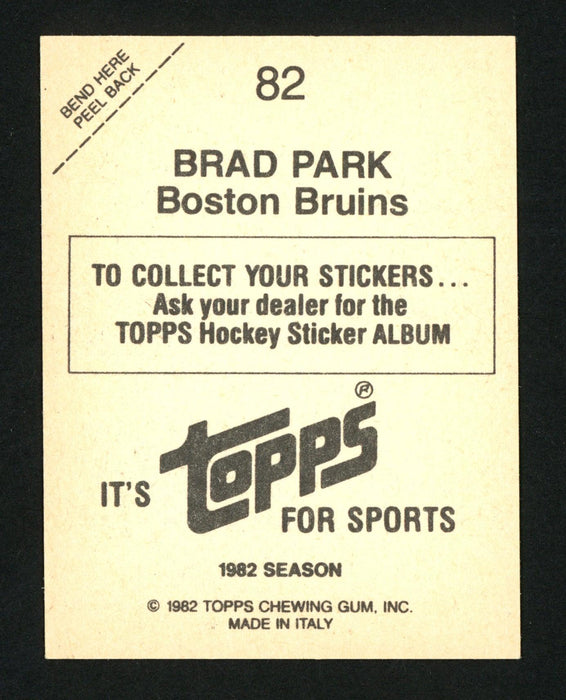 BEND HERE
PEEL BACK
82
BRAD PARK
Boston Bruins
TO COLLECT YOUR STICKERS...
Ask your dealer for the
TOPPS Hockey Sticker ALBUM
IT'S topps® FOR SPORTS
1982 SEASON
© 1982 TOPPS CHEWING GUM, INC.
MADE IN ITALY